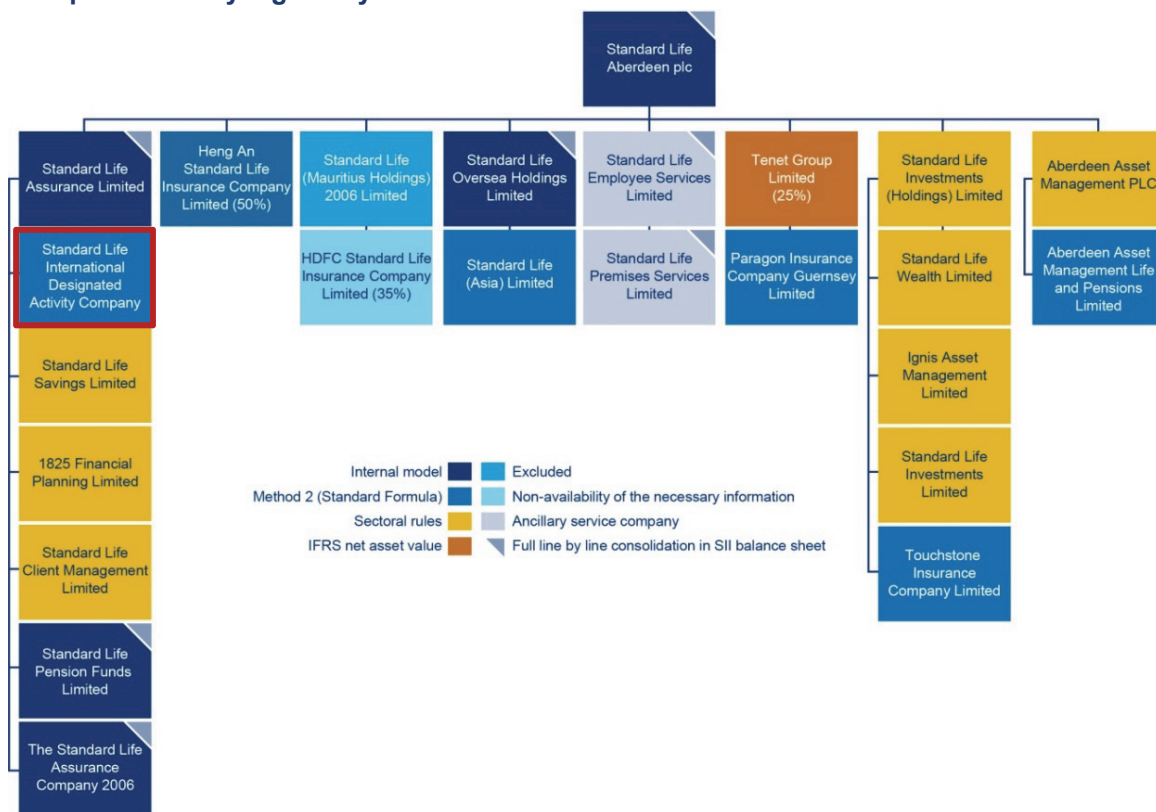 Standard Life
Aberdeen plc
Standard Life
Assurance Limited
Standard Life
International
Designated
Activity Company
Standard Life
Savings Limited
1825 Financial
Planning Limited
Standard Life
Client Management
Limited
Standard Life
Pension Funds
Limited
The Standard Life
Assurance
Company 2006
Heng An
Standard Life
Insurance Company
Limited (50%)
Standard Life
(Mauritius Holdings)
2006 Limited
HDFC Standard Life
Insurance Company
Limited (35%)
Standard Life
Oversea Holdings
Limited
Standard Life
(Asia) Limited
Standard Life
Employee Services
Limited
Standard Life
Premises Services
Limited
Tenet Group
Limited
(25%)
Paragon Insurance
Company Guernsey
Limited
Standard Life
Investments
(Holdings) Limited
Standard Life
Wealth Limited
Ignis Asset
Management
Limited
Standard Life
Investments
Limited
Touchstone
Insurance
Company Limited
Aberdeen Asset
Management PLC
Aberdeen Asset
Management Life
and Pensions
Limited
Internal model
Excluded
Method 2 (Standard Formula)
Non-availability of the necessary information
Sectoral rules
Ancillary service company
IFRS net asset value
Full line by line consolidation in SII balance sheet